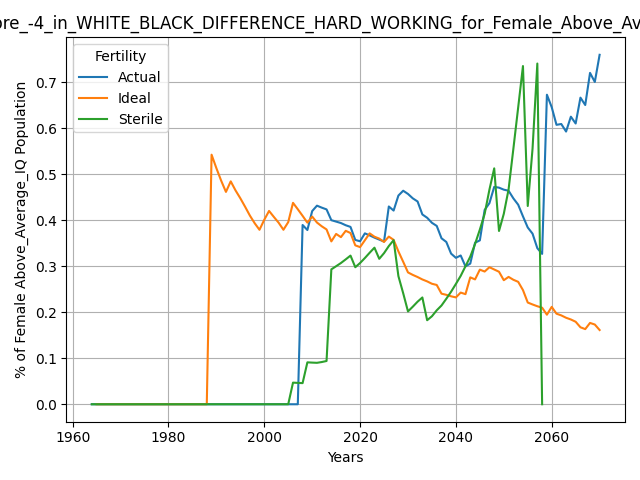 ore_-4_in_WHITE_BLACK_DIFFERENCE_HARD_WORKING_for_Female_Above_Av
Fertility
Actual
Ideal
Sterile
% of Female Above_Average_IQ Population
0.7
0.6
0.5
0.4
0.3
0.2
0.1
0.0
1960 1980 2000 2020 2040 2060
Years